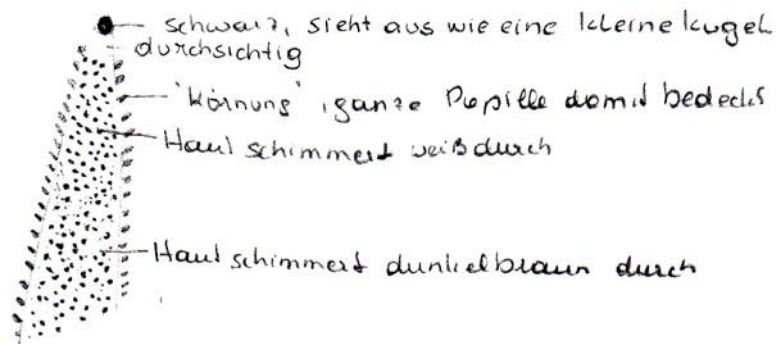 schwarz, sieht aus wie eine kleine Kugel
durchsichtig
'Körnung', ganze Papille damit bedeckt
Haut schimmert weiß durch
Haut schimmert dunkelbraun durch